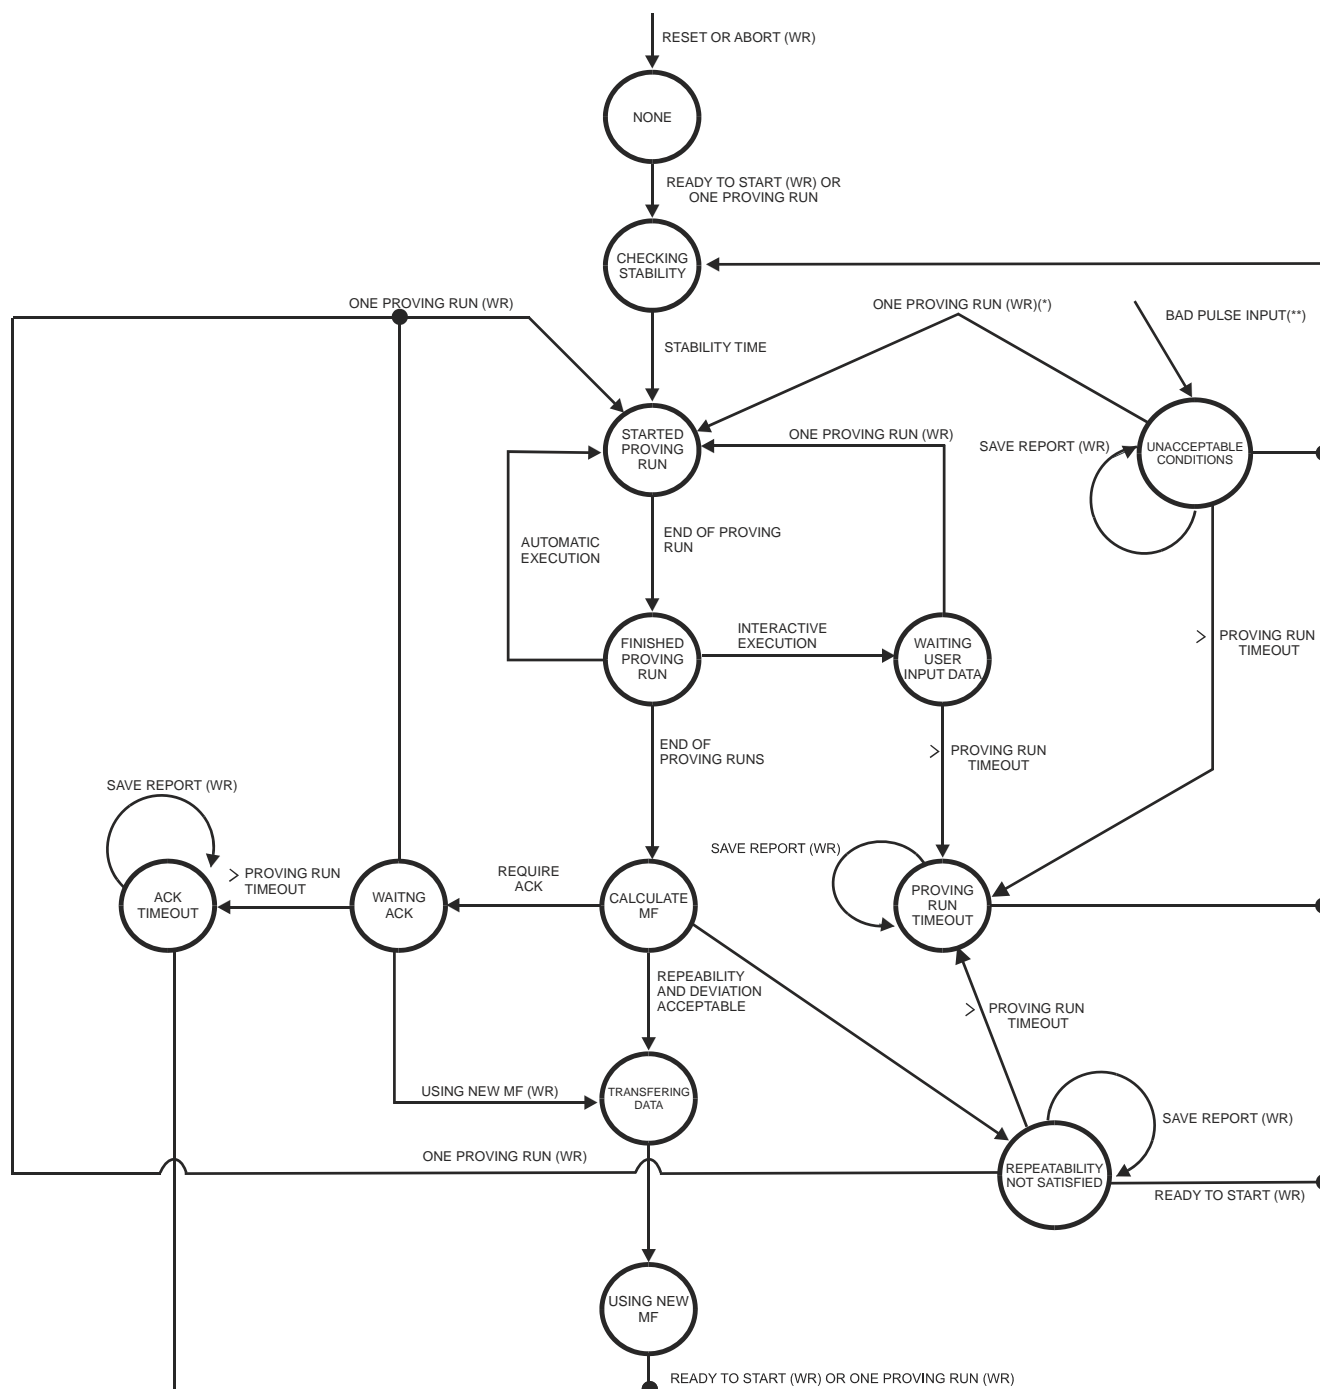 RESET OR ABORT (WR)
NONE
READY TO START (WR) OR
ONE PROVING RUN
CHECKING
STABILITY
ONE PROVING RUN (WR)
ONE PROVING RUN (WR)(*)
BAD PULSE INPUT(**)
STABILITY TIME
STARTED
PROVING
RUN
ONE PROVING RUN (WR)
SAVE REPORT (WR)
UNACCEPTABLE
CONDITIONS
AUTOMATIC
EXECUTION
END OF PROVING
RUN
FINISHED
PROVING
RUN
INTERACTIVE
EXECUTION
WAITING
USER
INPUT DATA
> PROVING RUN
TIMEOUT
END OF
PROVING RUNS
> PROVING RUN
TIMEOUT
SAVE REPORT (WR)
SAVE REPORT (WR)
ACK
TIMEOUT
> PROVING RUN
TIMEOUT
WAITNG
ACK
REQUIRE
ACK
CALCULATE
MF
PROVING
RUN
TIMEOUT
REPEABILITY
AND DEVIATION
ACCEPTABLE
> PROVING RUN
TIMEOUT
USING NEW MF (WR)
TRANSFERING
DATA
SAVE REPORT (WR)
ONE PROVING RUN (WR)
REPEATABILITY
NOT SATISFIED
READY TO START (WR)
USING NEW
MF
READY TO START (WR) OR ONE PROVING RUN (WR)